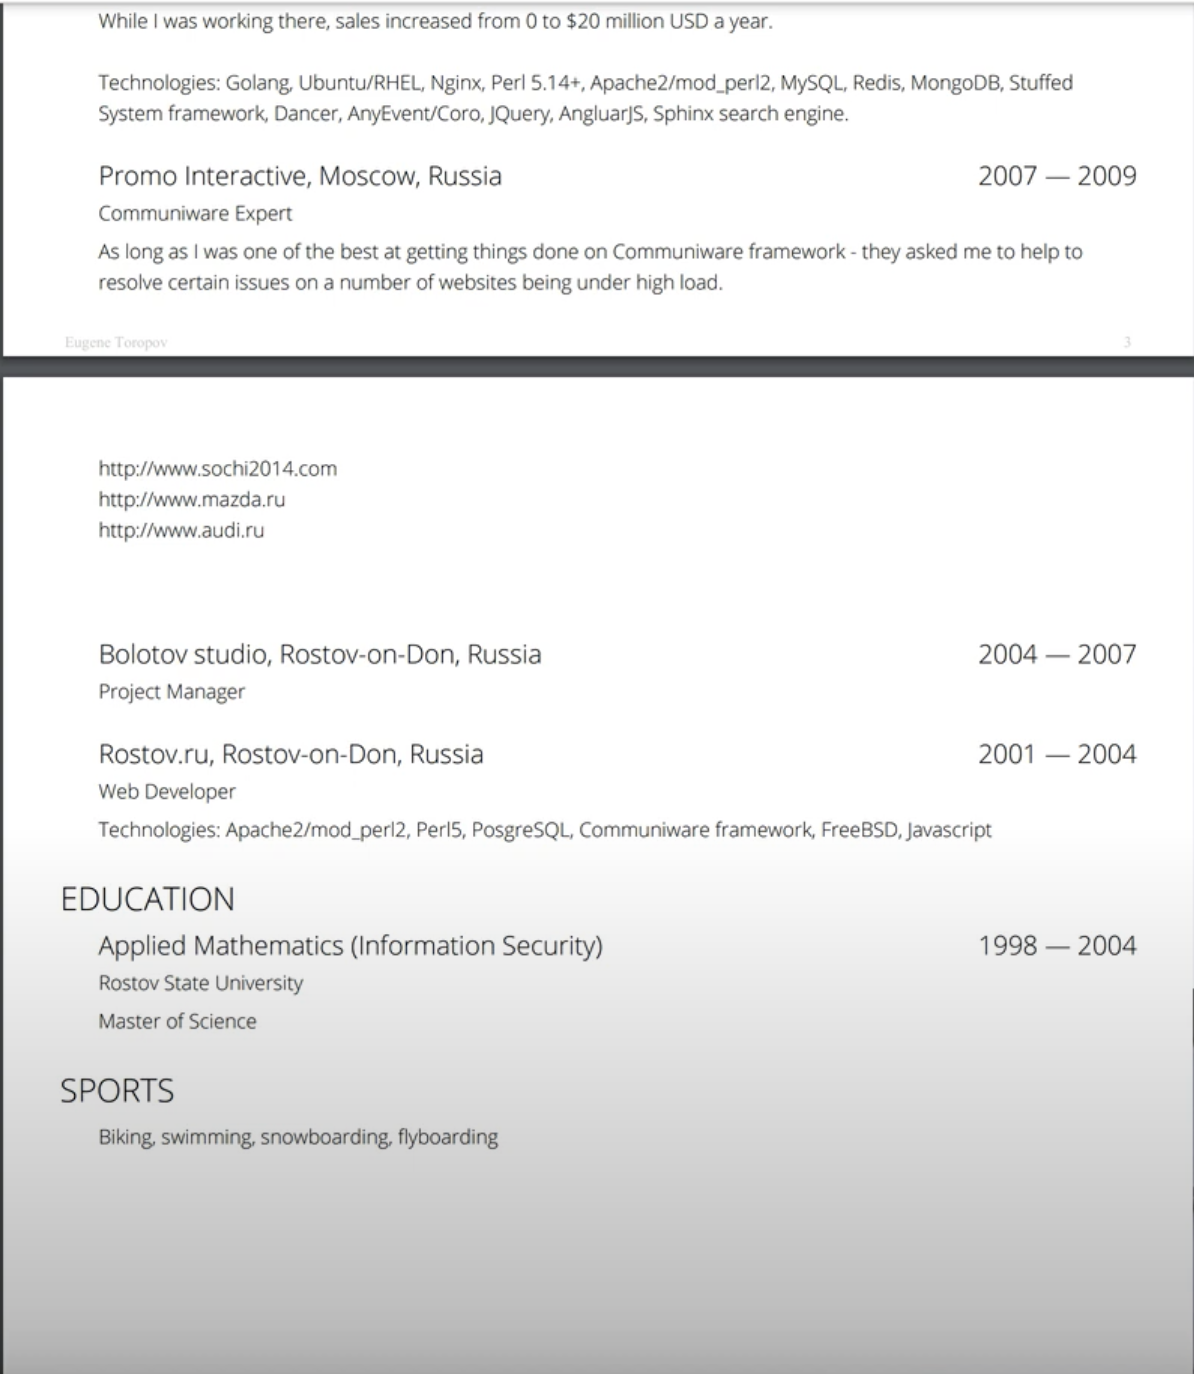 While I was working there, sales increased from 0 to $20 million USD a year.
Technologies: Golang, Ubuntu/RHEL, Nginx, Perl 5.14+, Apache2/mod_perl2, MySQL, Redis, MongoDB, Stuffed
System framework, Dancer, AnyEvent/Coro, JQuery, AngluarJS, Sphinx search engine.
Promo Interactive, Moscow, Russia 2007 — 2009
Communiware Expert
As long as I was one of the best at getting things done on Communiware framework - they asked me to help to
resolve certain issues on a number of websites being under high load.
Eugene Toropov 3
http://www.sochi2014.com
http://www.mazda.ru
http://www.audi.ru
Bolotov studio, Rostov-on-Don, Russia 2004 — 2007
Project Manager
Rostov.ru, Rostov-on-Don, Russia 2001 — 2004
Web Developer
Technologies: Apache2/mod_perl2, Perl5, PosgreSQL, Communiware framework, FreeBSD, Javascript
EDUCATION
Applied Mathematics (Information Security) 1998 — 2004
Rostov State University
Master of Science
SPORTS
Biking, swimming, snowboarding, flyboarding